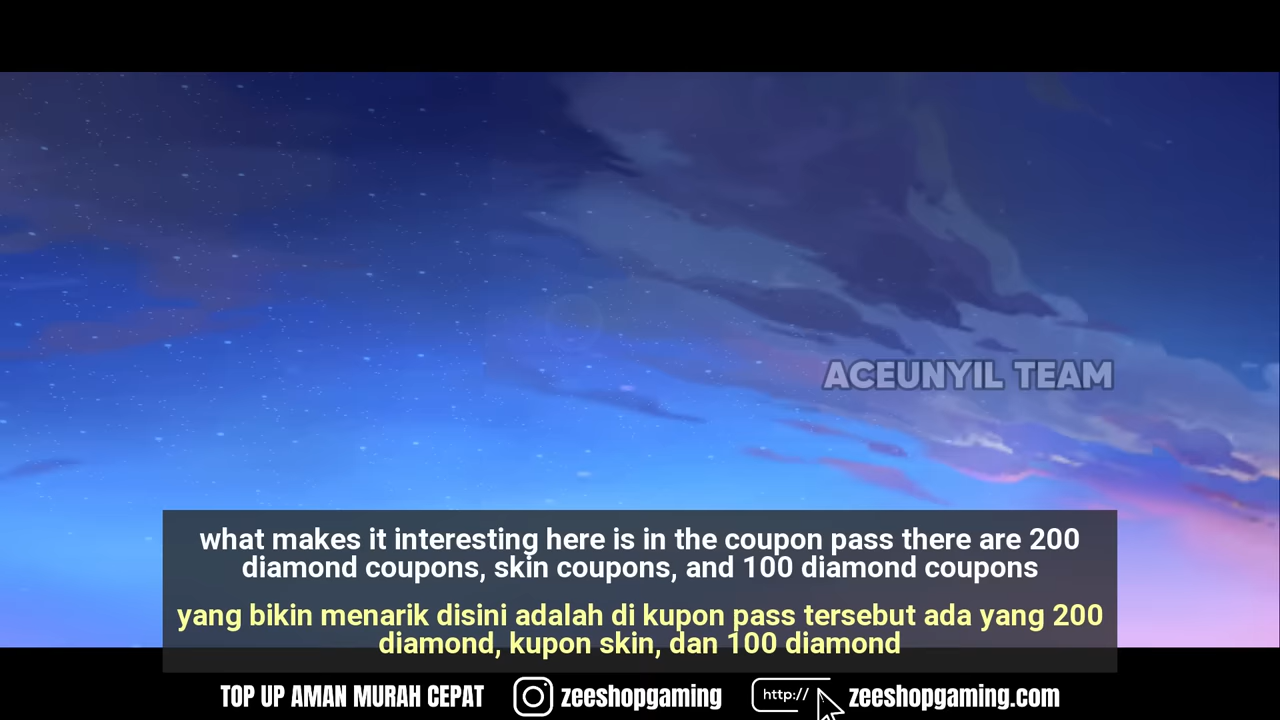 ACEUNYIL TEAM
what makes it interesting here is in the coupon pass there are 200
diamond coupons, skin coupons, and 100 diamond coupons
yang bikin menarik disini adalah di kupon pass tersebut ada yang 200
diamond, kupon skin, dan 100 diamond
TOP UP AMAN MURAH CEPAT zeeshopgaming http:// zeeshopgaming.com